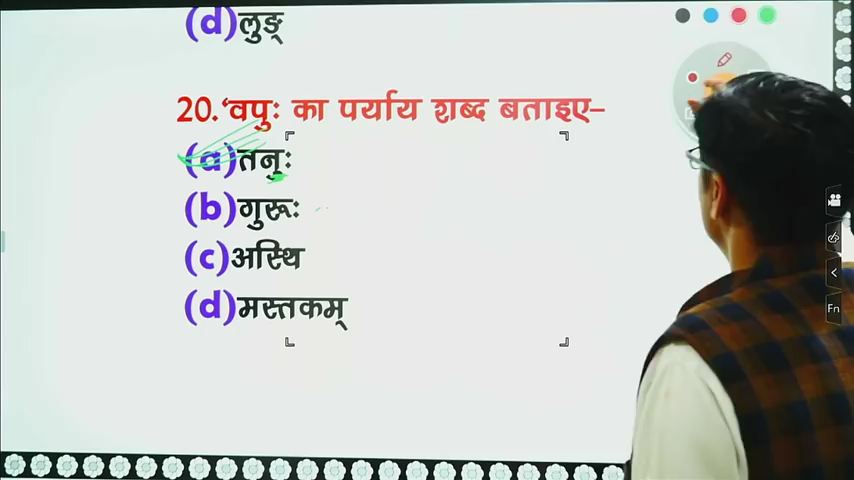 (d)लुङ्
20.‘वपुः का पर्याय शब्द बताइए–
(a)तनुः
(b)गुरूः
(c)अस्थि
(d)मस्तकम्
Fn